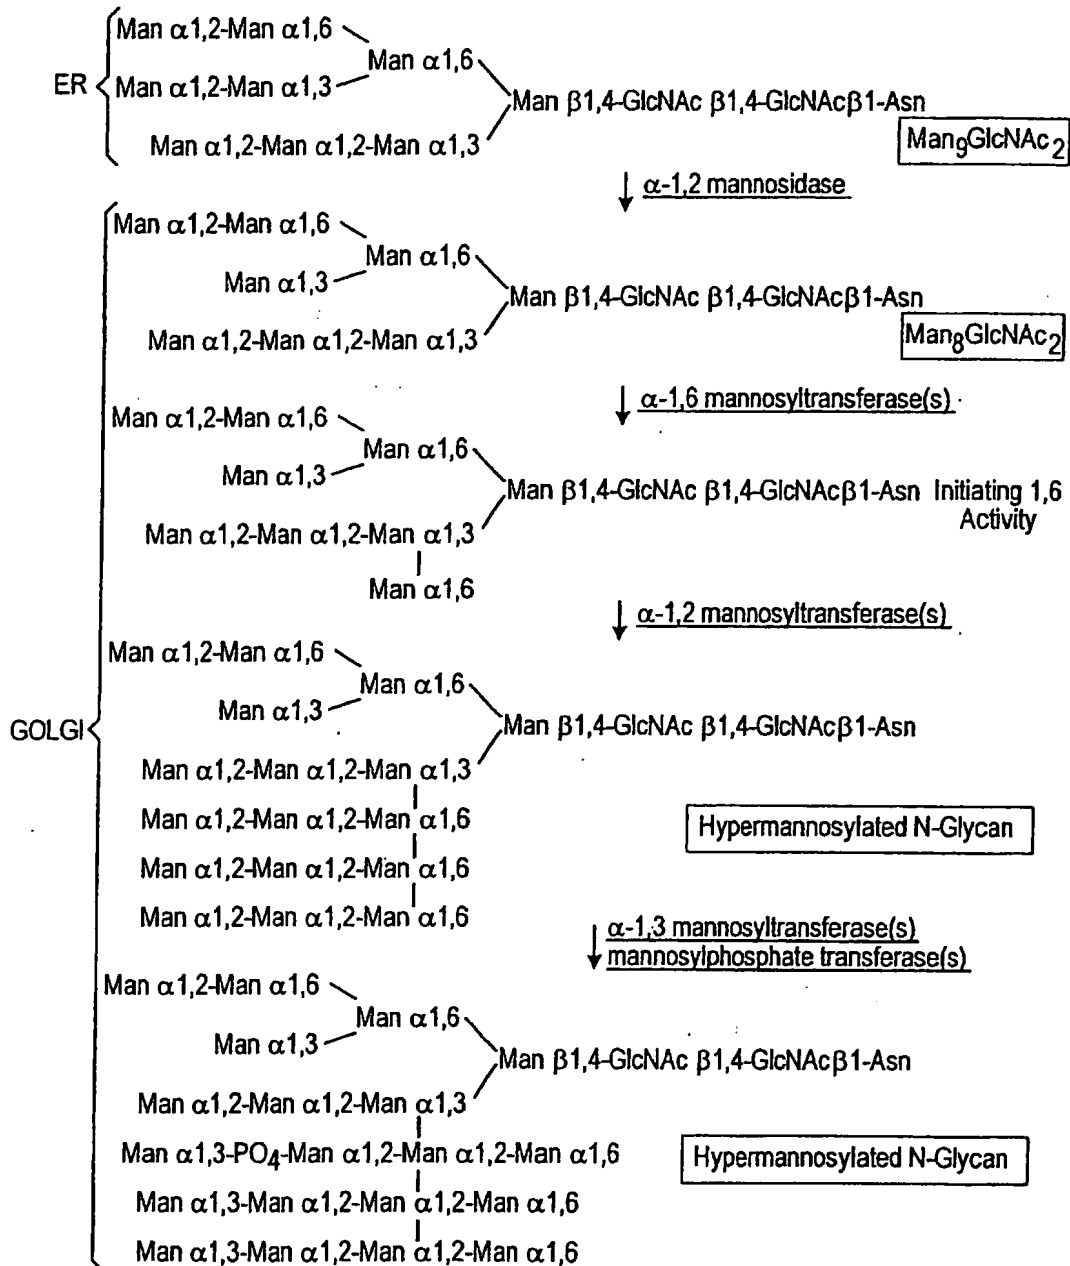 Man α1,2-Man α1,6
Man α1,6
ER
Man α1,2-Man α1,3
Man β1,4-GlcNAc β1,4-GlcNAcβ1-Asn
Man α1,2-Man α1,2-Man α1,3
Man9GlcNAc2
α-1,2 mannosidase
Man α1,2-Man α1,6
Man α1,6
Man α1,3
Man β1,4-GlcNAc β1,4-GlcNAcβ1-Asn
Man α1,2-Man α1,2-Man α1,3
Man8GlcNAc2
α-1,6 mannosyltransferase(s)
Man α1,2-Man α1,6
Man α1,6
Man α1,3
Man β1,4-GlcNAc β1,4-GlcNAcβ1-Asn Initiating 1,6
Activity
Man α1,2-Man α1,2-Man α1,3
Man α1,6
α-1,2 mannosyltransferase(s)
Man α1,2-Man α1,6
Man α1,6
Man α1,3
GOLGI
Man β1,4-GlcNAc β1,4-GlcNAcβ1-Asn
Man α1,2-Man α1,2-Man α1,3
Man α1,2-Man α1,2-Man α1,6
Hypermannosylated N-Glycan
Man α1,2-Man α1,2-Man α1,6
Man α1,2-Man α1,2-Man α1,6
α-1,3 mannosyltransferase(s)
mannosylphosphate transferase(s)
Man α1,2-Man α1,6
Man α1,6
Man α1,3
Man β1,4-GlcNAc β1,4-GlcNAcβ1-Asn
Man α1,2-Man α1,2-Man α1,3
Man α1,3-PO4-Man α1,2-Man α1,2-Man α1,6
Hypermannosylated N-Glycan
Man α1,3-Man α1,2-Man α1,2-Man α1,6
Man α1,3-Man α1,2-Man α1,2-Man α1,6